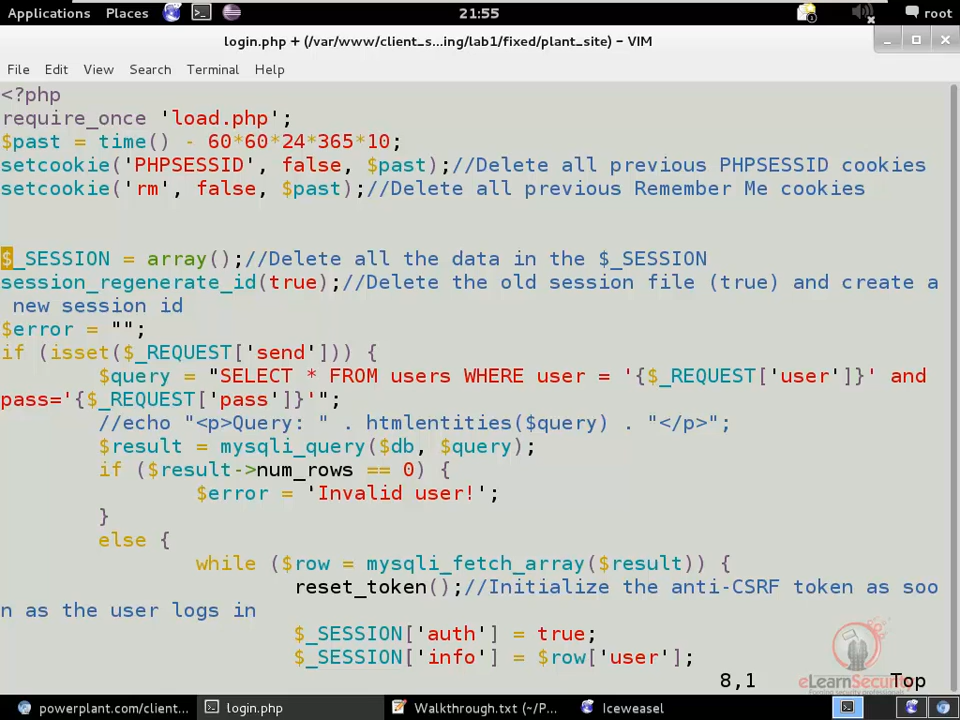 Applications Places 21:55 root
login.php + (/var/www/client_s...ing/lab1/fixed/plant_site) - VIM
File Edit View Search Terminal Help
<?php
require_once 'load.php';
$past = time() - 60*60*24*365*10;
setcookie('PHPSESSID', false, $past);//Delete all previous PHPSESSID cookies
setcookie('rm', false, $past);//Delete all previous Remember Me cookies
$_SESSION = array();//Delete all the data in the $_SESSION
session_regenerate_id(true);//Delete the old session file (true) and create a
 new session id
$error = "";
if (isset($_REQUEST['send'])) {
$query = "SELECT * FROM users WHERE user = '{$_REQUEST['user']}' and
pass='{$_REQUEST['pass']}'";
//echo "<p>Query: " . htmlentities($query) . "</p>";
$result = mysqli_query($db, $query);
if ($result->num_rows == 0) {
$error = 'Invalid user!';
}
else {
while ($row = mysqli_fetch_array($result)) {
reset_token();//Initialize the anti-CSRF token as soo
n as the user logs in
$_SESSION['auth'] = true;
$_SESSION['info'] = $row['user'];
8,1 Top
eLearnSecurity
Forging security professionals
powerplant.com/client... login.php Walkthrough.txt (~/P... Iceweasel